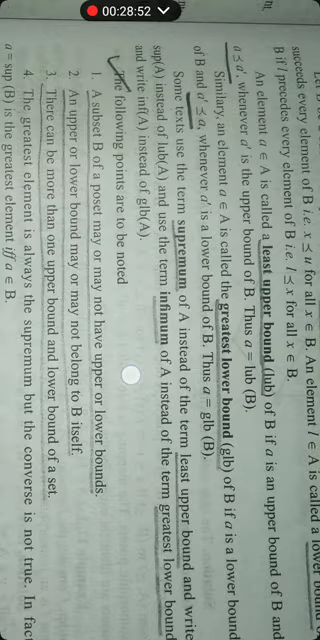 00:28:52
Let B
succeeds every element of B i.e. x ≤ u for all x ∈ B. An element l ∈ A is called a lower bound
B if l precedes every element of B i.e. l ≤ x for all x ∈ B.
An element a ∈ A is called a least upper bound (lub) of B if a is an upper bound of B and
a ≤ a' whenever a' is the upper bound of B. Thus a = lub (B).
Similary, an element a ∈ A is called the greatest lower bound (glb) of B if a is a lower boun
of B and a' ≤ a, whenever a' is a lower bound of B. Thus a = glb (B).
Some texts use the term supremum of A instead of the term least upper bound and write
sup(A) instead of lub(A) and use the term infimum of A instead of the term greatest lower bound
and write inf(A) instead of glb(A).
The following points are to be noted
1. A subset B of a poset may or may not have upper or lower bounds.
2. An upper or lower bound may or may not belong to B itself.
3. There can be more than one upper bound and lower bound of a set.
4. The greatest element is always the supremum but the converse is not true. In fact
a = sup (B) is the greatest element iff a ∈ B.